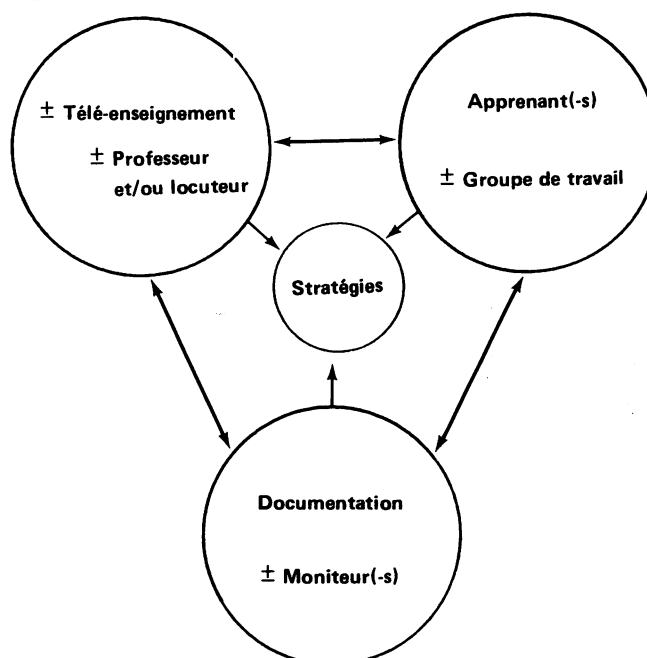 ± Télé-enseignement
± Professeur
et/ou locuteur
Apprenant(-s)
± Groupe de travail
Stratégies
Documentation
± Moniteur(-s)